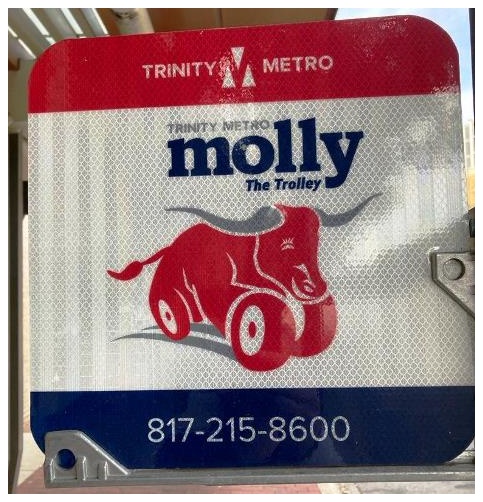 TRINITY METRO
TRINITY METRO
molly
The Trolley
817-215-8600